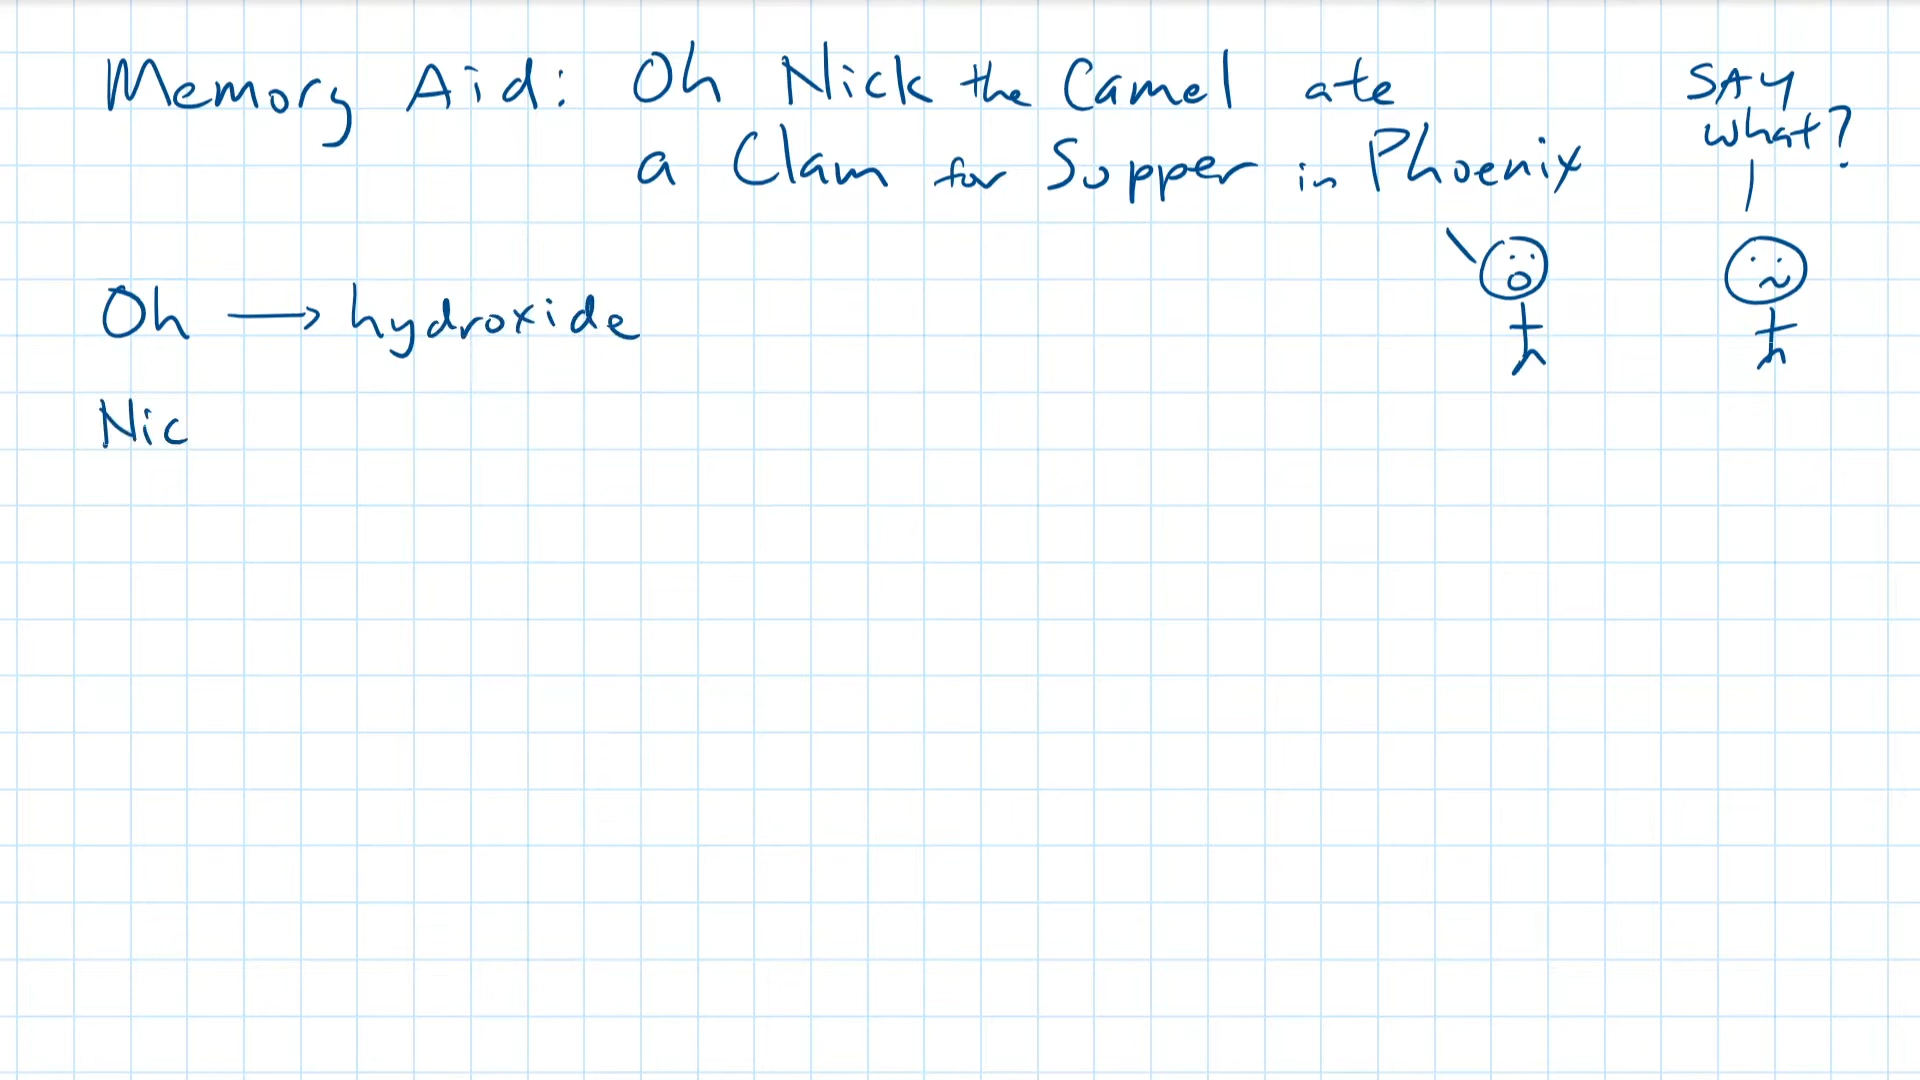 Memory Aid: Oh Nick the Camel ate
a Clam for Supper in Phoenix
SAY
what?
Oh → hydroxide
Nic